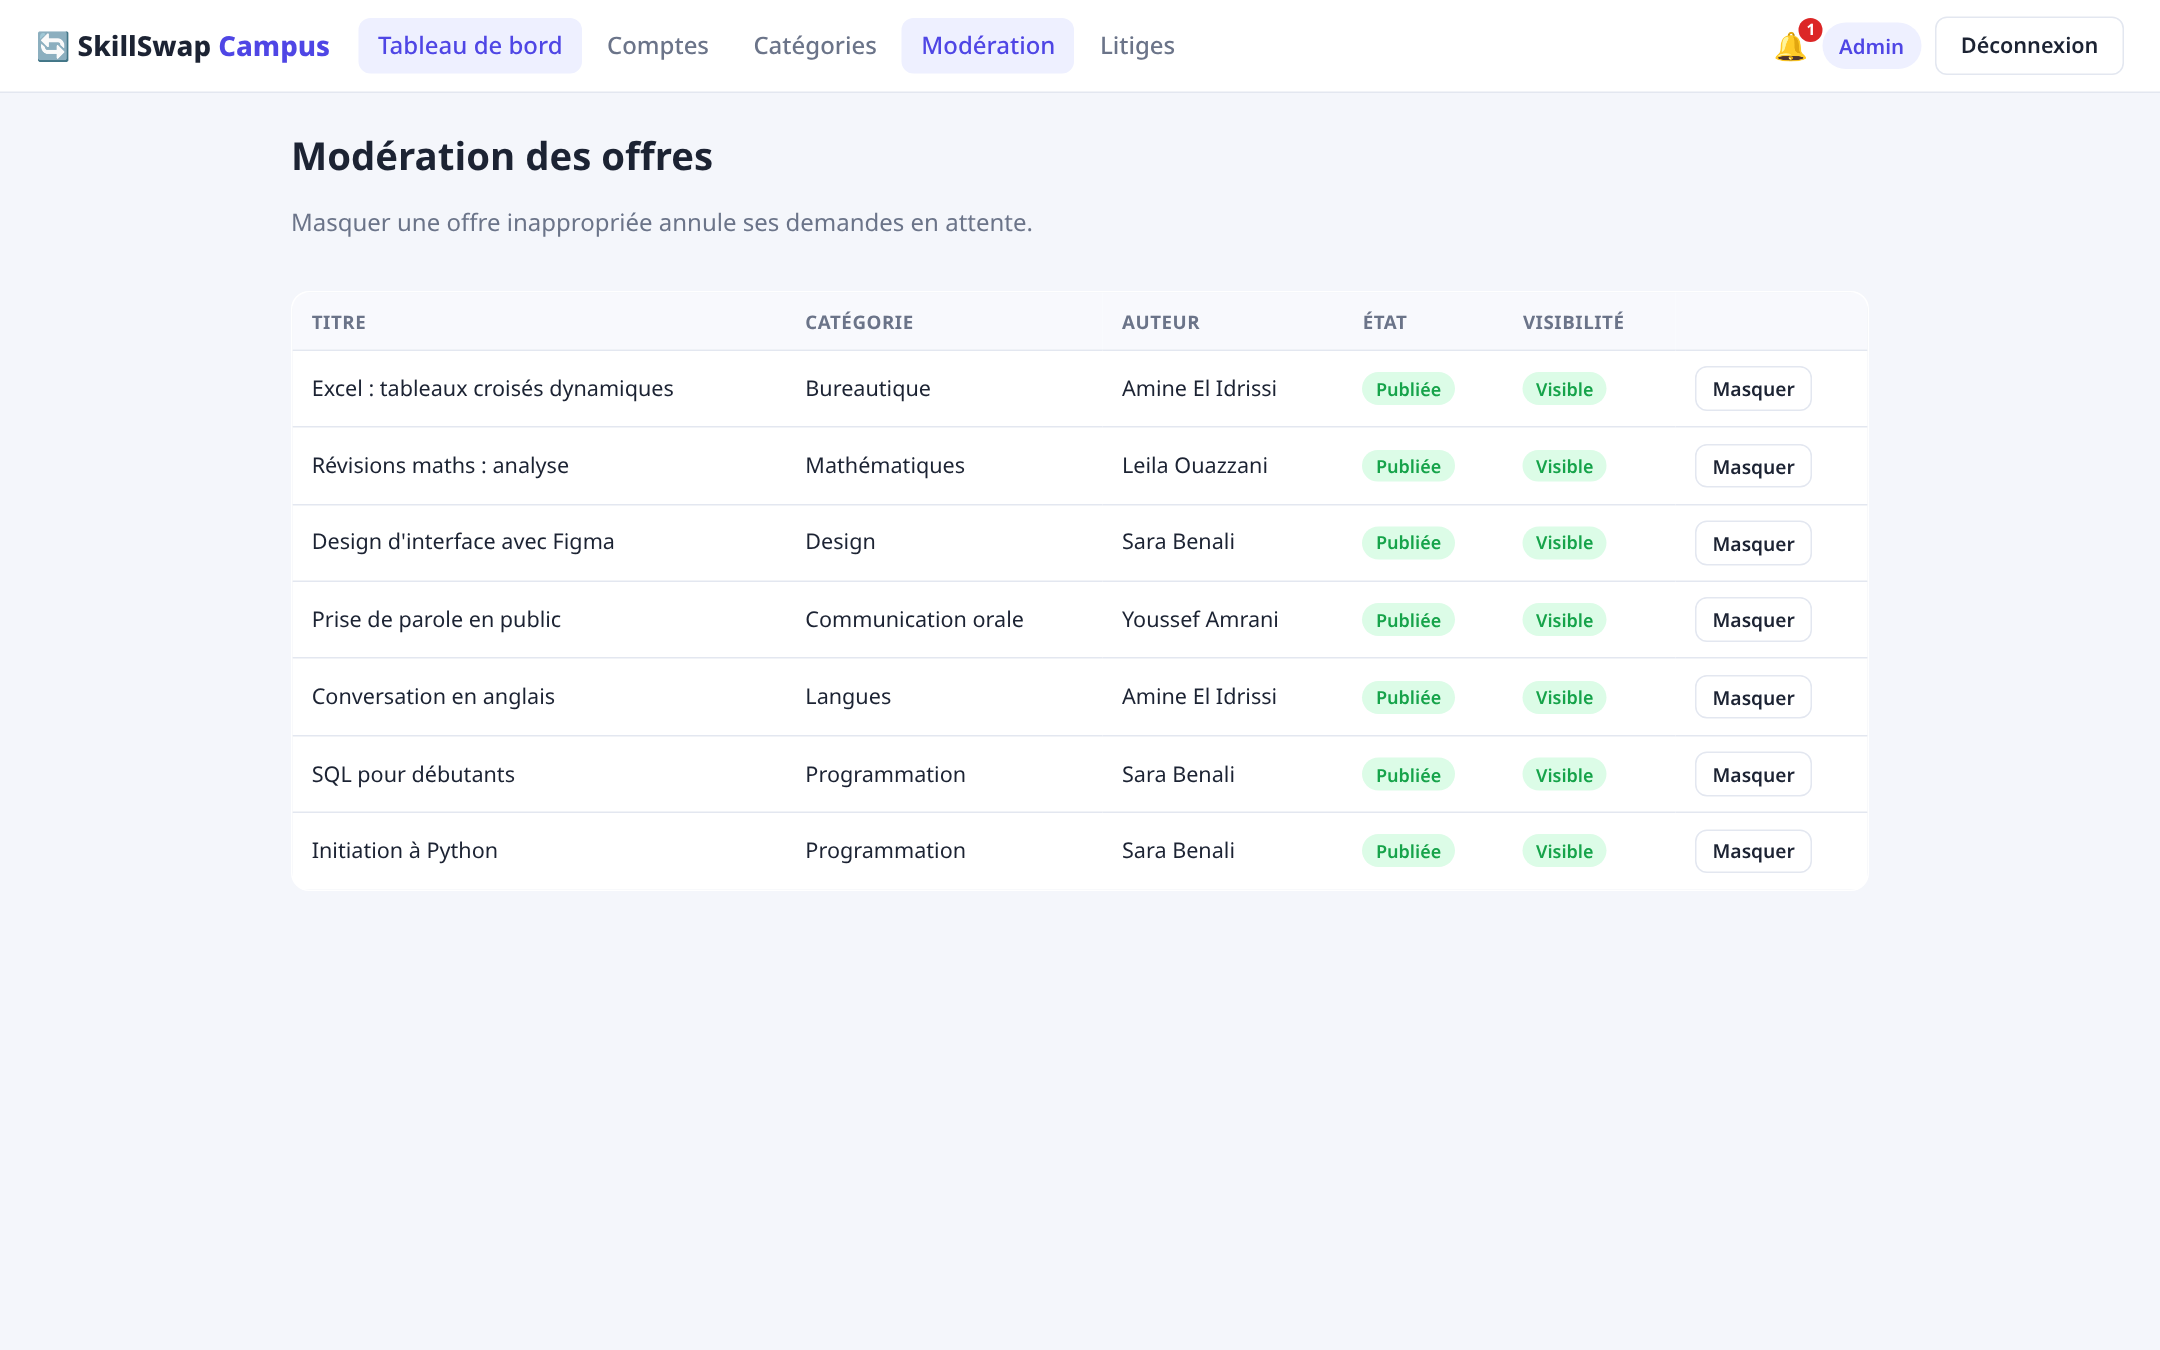 SkillSwap Campus Tableau de bord Comptes Catégories Modération Litiges 1 Admin Déconnexion
Modération des offres
Masquer une offre inappropriée annule ses demandes en attente.
TITRE CATÉGORIE AUTEUR ÉTAT VISIBILITÉ
Excel : tableaux croisés dynamiques Bureautique Amine El Idrissi Publiée Visible Masquer
Révisions maths : analyse Mathématiques Leila Ouazzani Publiée Visible Masquer
Design d'interface avec Figma Design Sara Benali Publiée Visible Masquer
Prise de parole en public Communication orale Youssef Amrani Publiée Visible Masquer
Conversation en anglais Langues Amine El Idrissi Publiée Visible Masquer
SQL pour débutants Programmation Sara Benali Publiée Visible Masquer
Initiation à Python Programmation Sara Benali Publiée Visible Masquer